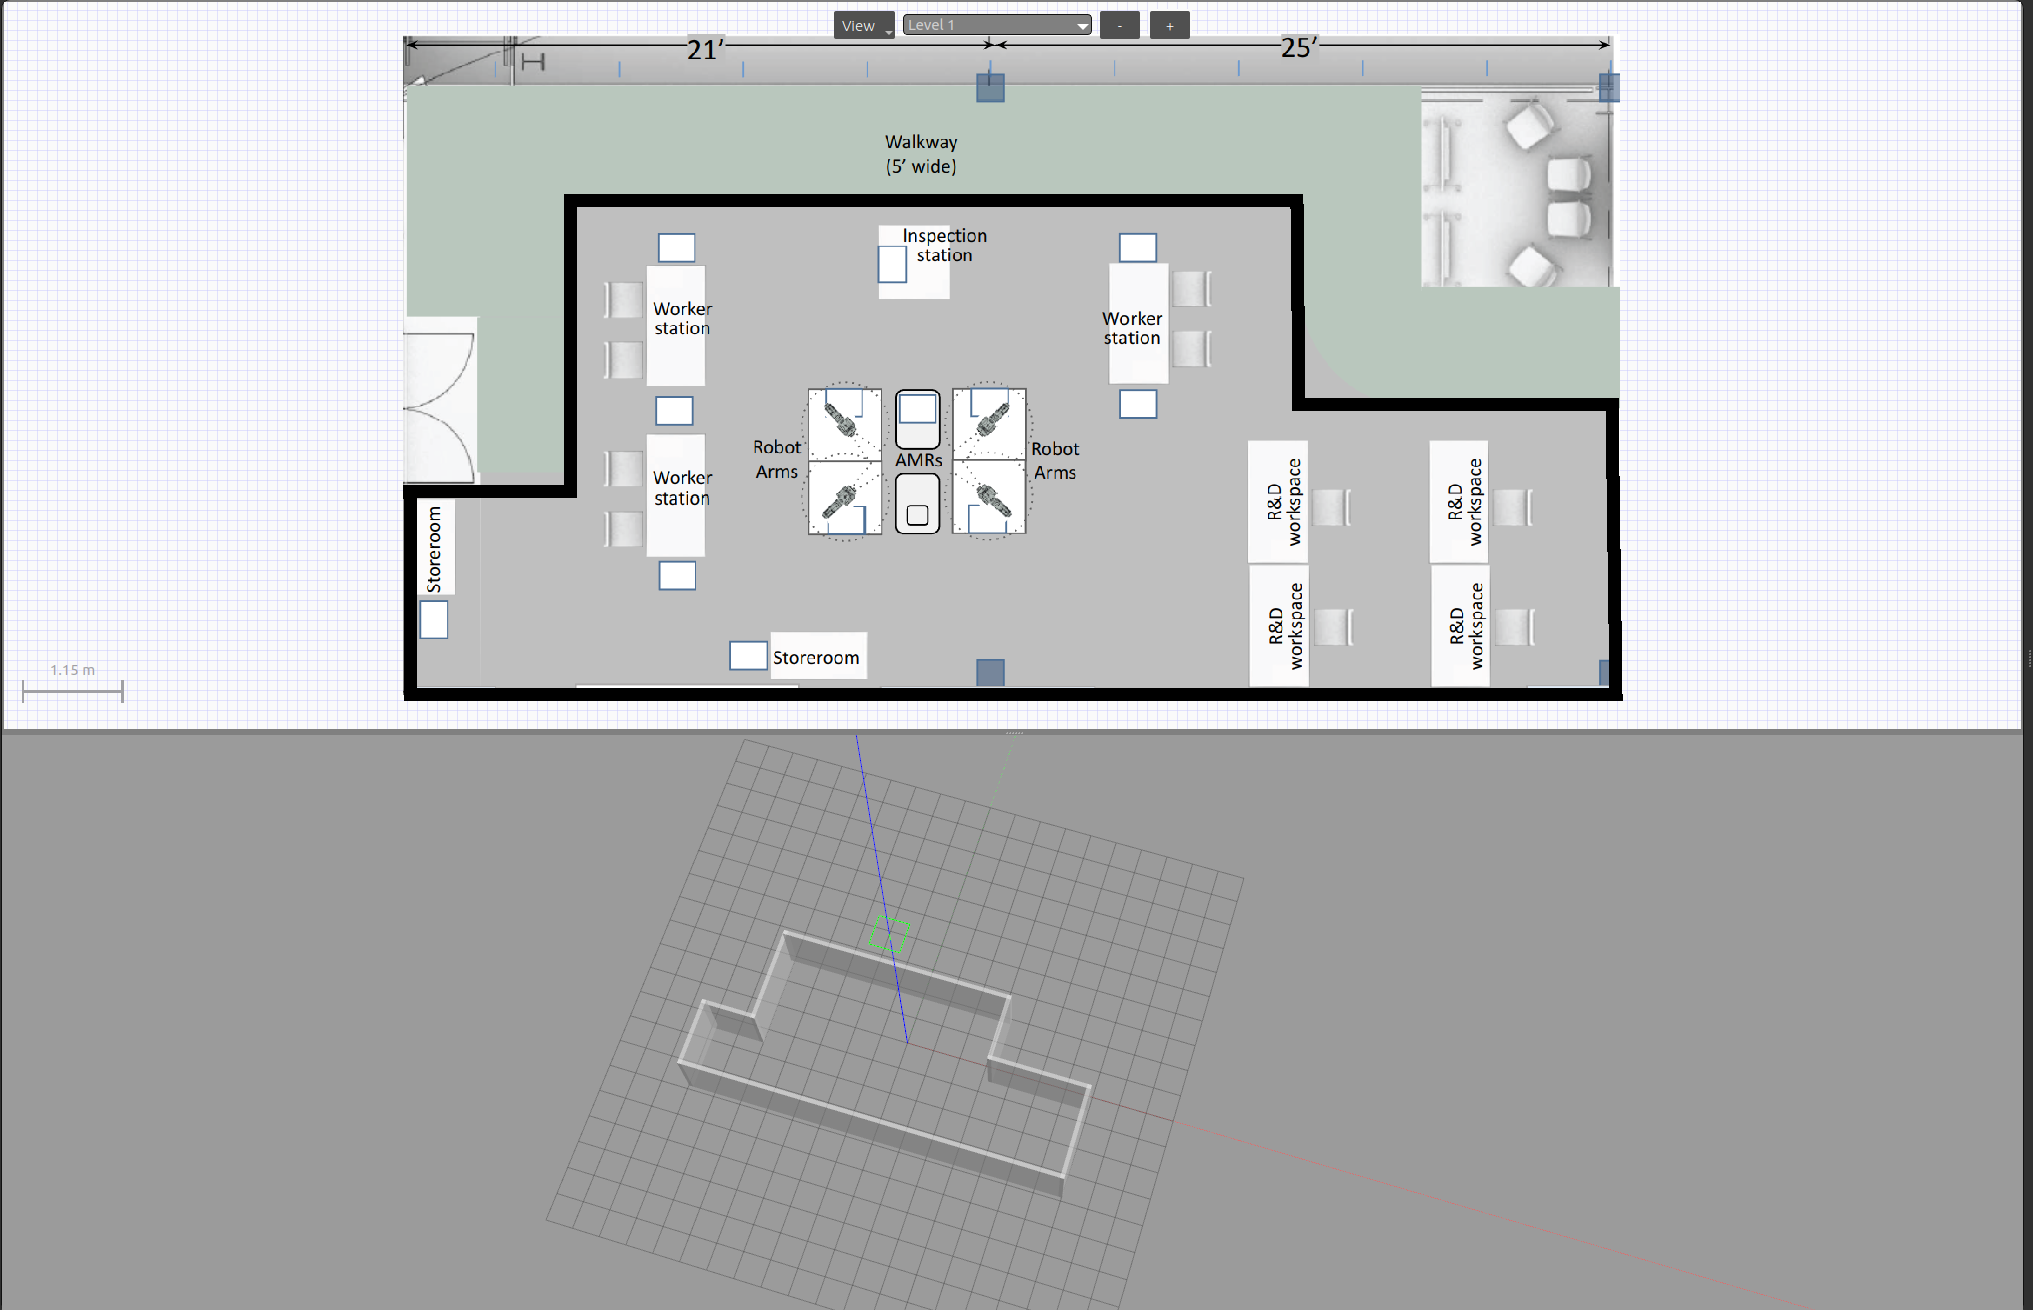 View
Level 1
-
+
21’
25’
Walkway
(5’ wide)
Inspection
station
Worker
station
Worker
station
Robot
Arms
AMRs
Robot
Arms
Worker
station
R&D
workspace
R&D
workspace
Storeroom
R&D
workspace
R&D
workspace
Storeroom
1.15 m